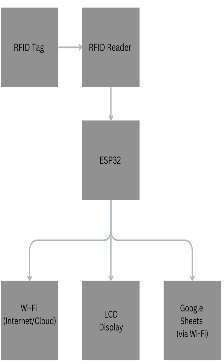 RFID Tag
RFID Reader
ESP32
Wi-Fi
(Internet/Cloud)
LCD
Display
Google
Sheets
(via Wi-Fi)